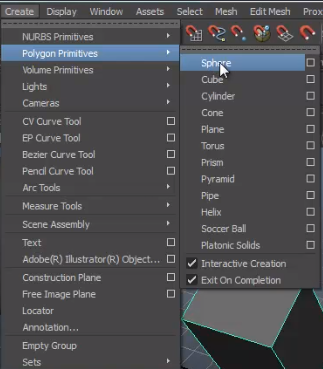 Create Display Window Assets Select Mesh Edit Mesh Prox
NURBS Primitives
Polygon Primitives
Volume Primitives
Lights
Cameras
CV Curve Tool
EP Curve Tool
Bezier Curve Tool
Pencil Curve Tool
Arc Tools
Measure Tools
Scene Assembly
Text
Adobe(R) Illustrator(R) Object...
Construction Plane
Free Image Plane
Locator
Annotation...
Empty Group
Sets
Sphere
Cube
Cylinder
Cone
Plane
Torus
Prism
Pyramid
Pipe
Helix
Soccer Ball
Platonic Solids
Interactive Creation
Exit On Completion